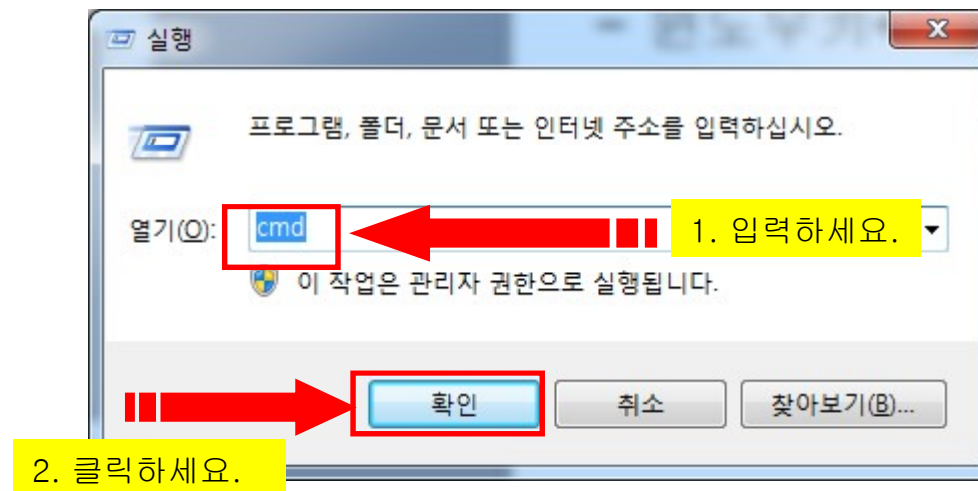 실행
프로그램, 폴더, 문서 또는 인터넷 주소를 입력하십시오.
열기(O): cmd
1. 입력하세요.
이 작업은 관리자 권한으로 실행됩니다.
확인 취소 찾아보기(B)...
2. 클릭하세요.